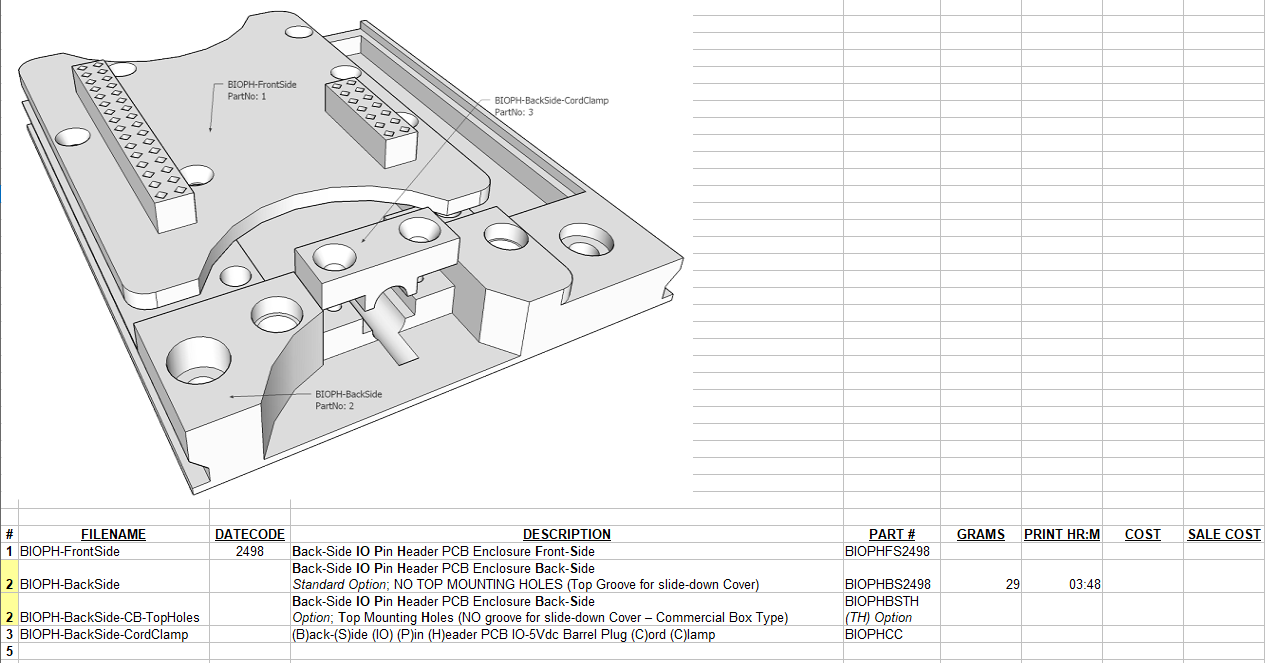 BIOPH-FrontSide
PartNo: 1
BIOPH-BackSide-CordClamp
PartNo: 3
BIOPH-BackSide
PartNo: 2
# FILENAME DATECODE DESCRIPTION PART # GRAMS PRINT HR:M COST SALE COST
1 BIOPH-FrontSide 2498 Back-Side IO Pin Header PCB Enclosure Front-Side BIOPHFS2498
Back-Side IO Pin Header PCB Enclosure Back-Side
2 BIOPH-BackSide Standard Option; NO TOP MOUNTING HOLES (Top Groove for slide-down Cover) BIOPHBS2498 29 03:48
Back-Side IO Pin Header PCB Enclosure Back-Side BIOPHBSTH
2 BIOPH-BackSide-CB-TopHoles Option; Top Mounting Holes (NO groove for slide-down Cover – Commercial Box Type) (TH) Option
3 BIOPH-BackSide-CordClamp (B)ack-(S)ide (IO) (P)in (H)eader PCB IO-5Vdc Barrel Plug (C)ord (C)lamp BIOPHCC
5